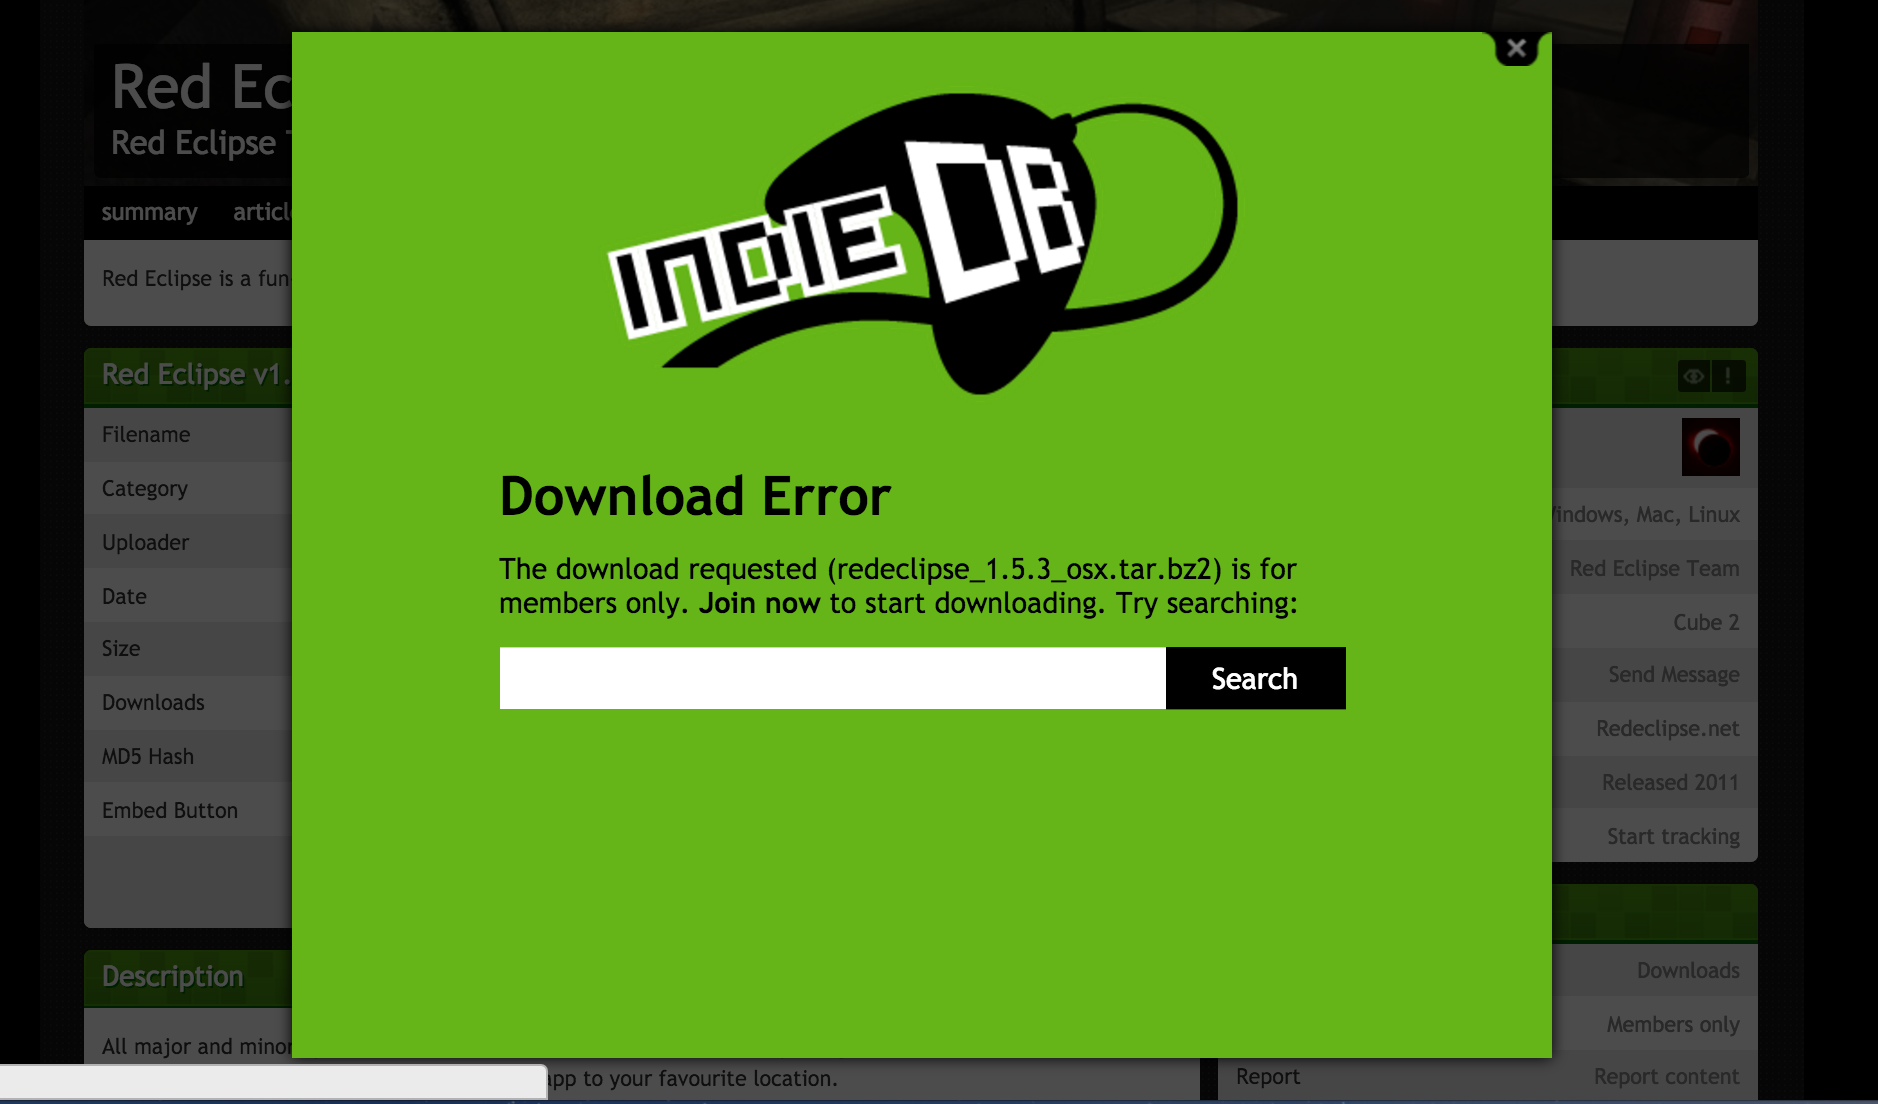 Red Ec
Red Eclipse
summary articl
Red Eclipse is a fun
Red Eclipse v1.
Filename
Category
Uploader
Date
Size
Downloads
MD5 Hash
Embed Button
Description
All major and minor
app to your favourite location.
INDIE DB
Download Error
The download requested (redeclipse_1.5.3_osx.tar.bz2) is for
members only. Join now to start downloading. Try searching:
Search
Windows, Mac, Linux
Red Eclipse Team
Cube 2
Send Message
Redeclipse.net
Released 2011
Start tracking
Downloads
Members only
Report Report content